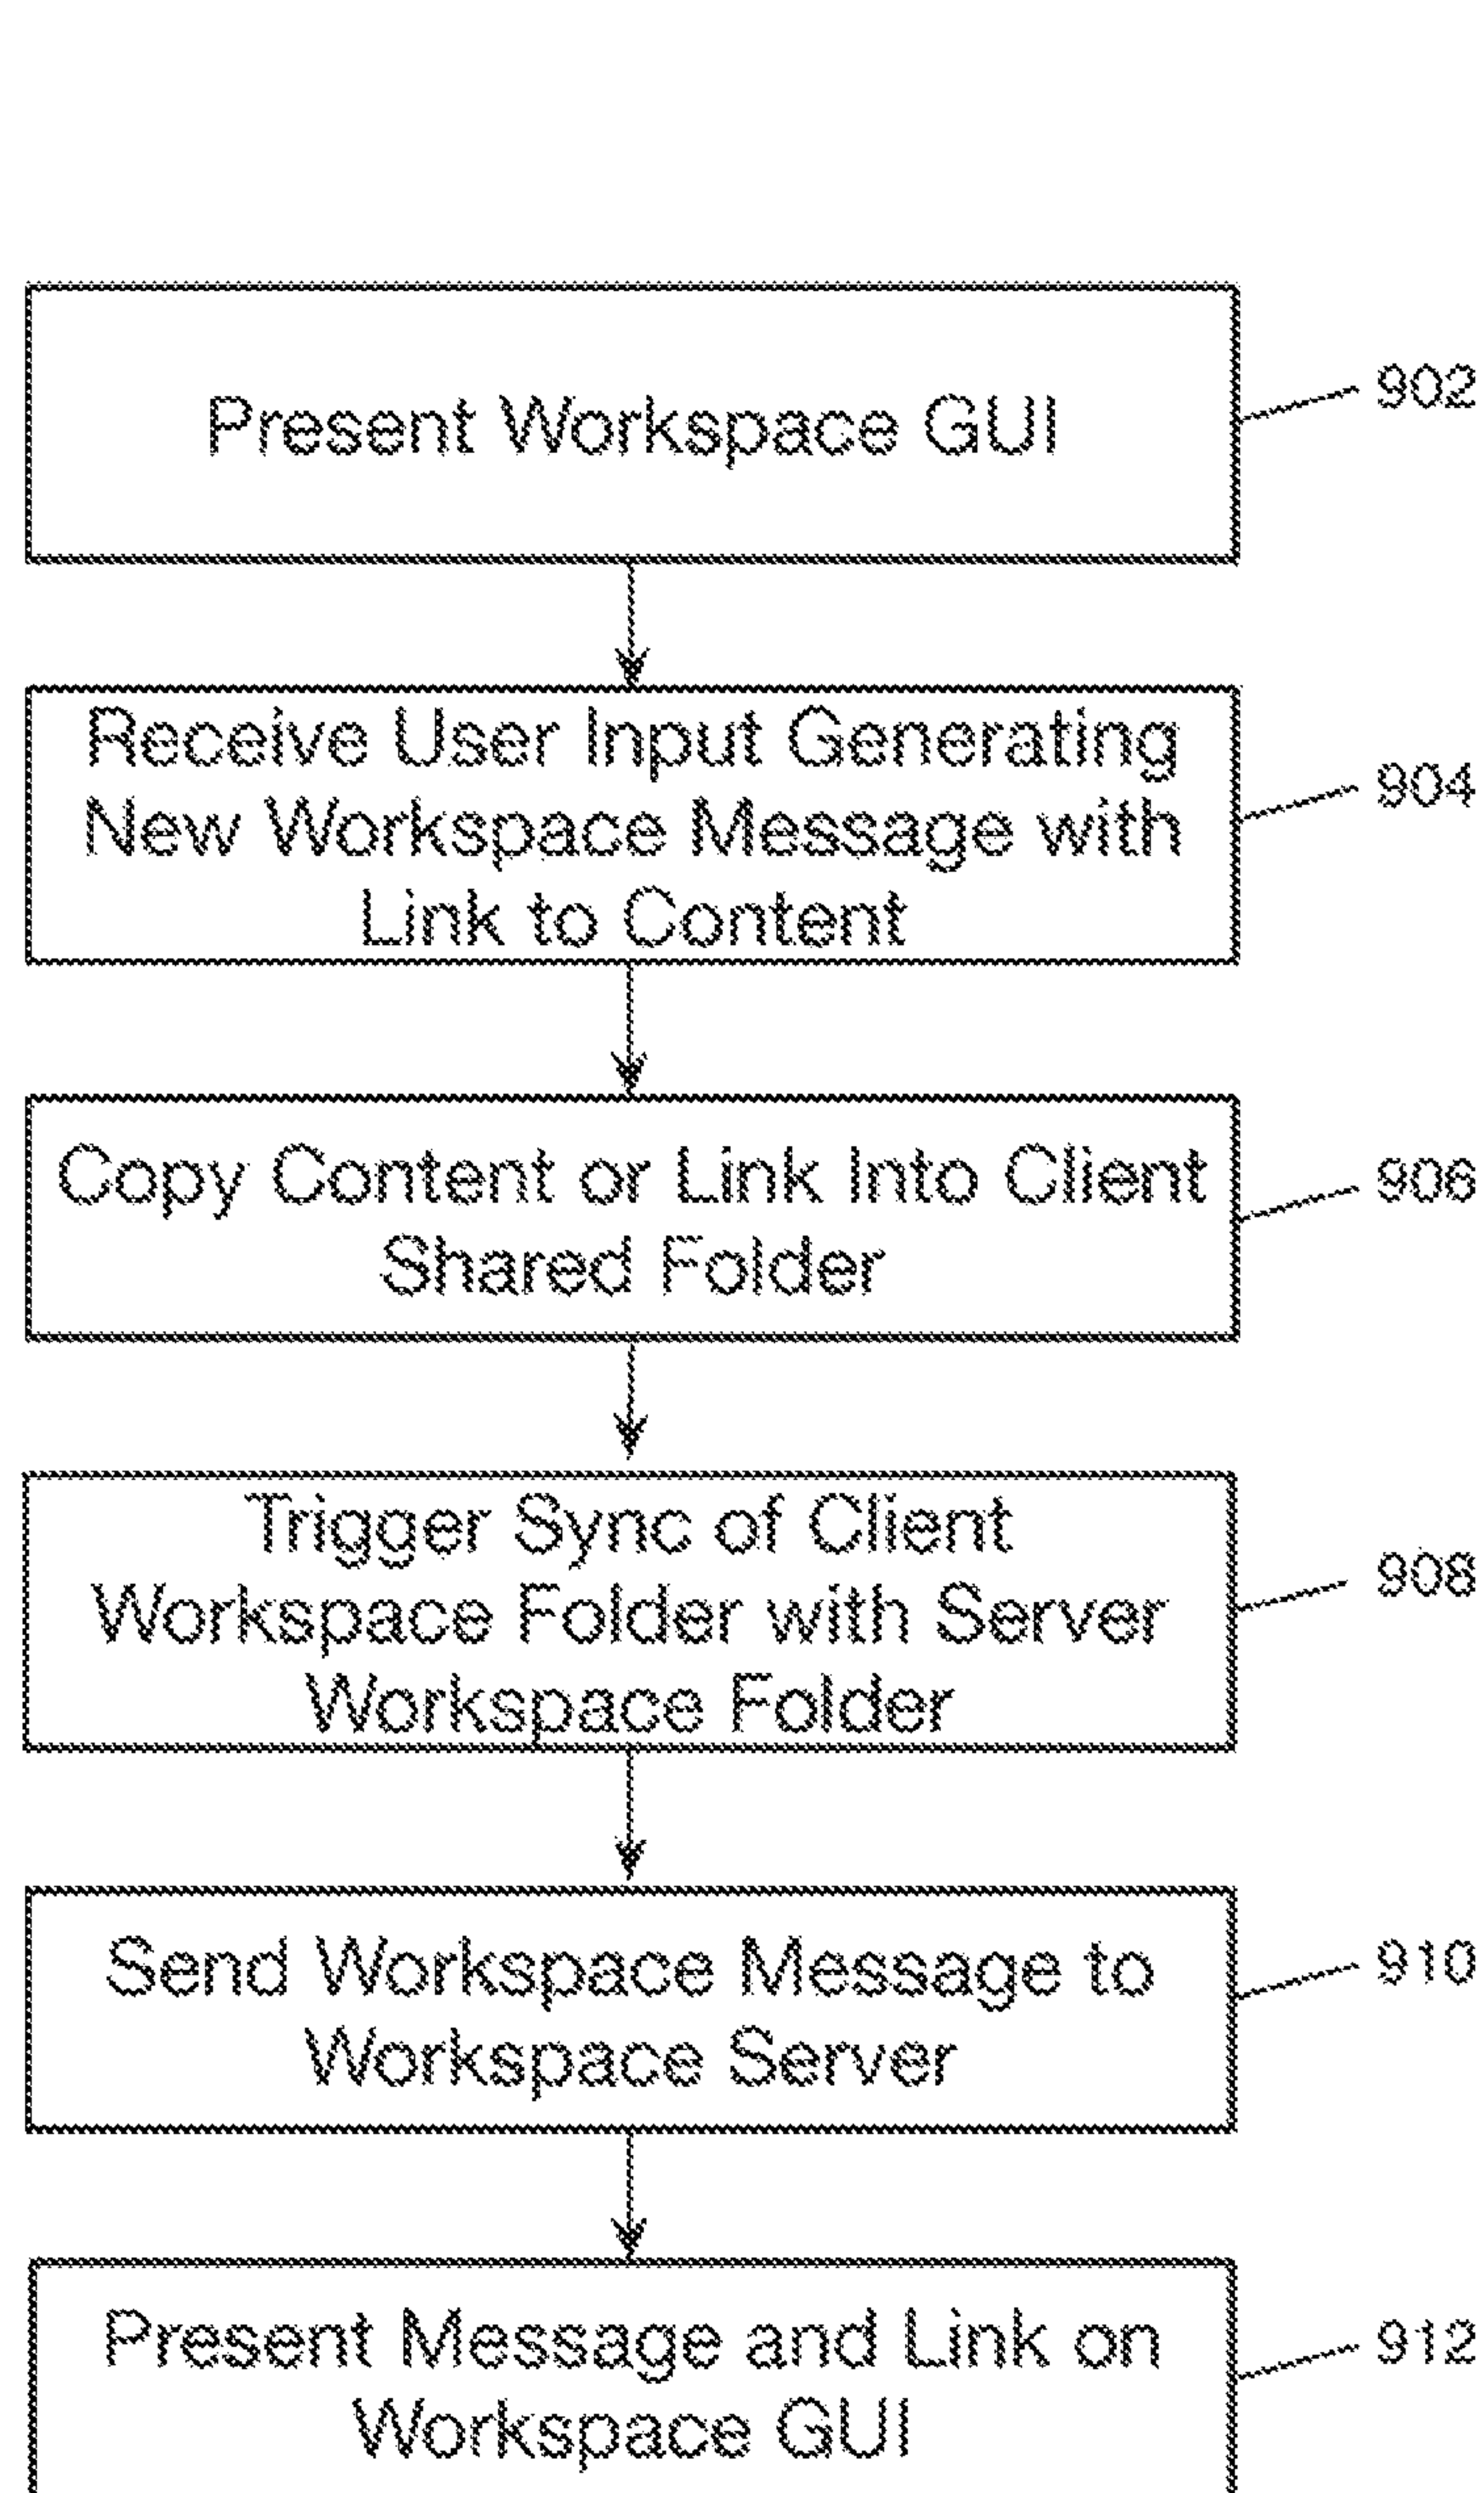 Present Workspace GUI
902
Receive User Input Generating
New Workspace Message with
Link to Content
904
Copy Content or Link Into Client
Shared Folder
906
Trigger Sync of Client
Workspace Folder with Server
Workspace Folder
908
Send Workspace Message to
Workspace Server
910
Present Message and Link on
Workspace GUI
912